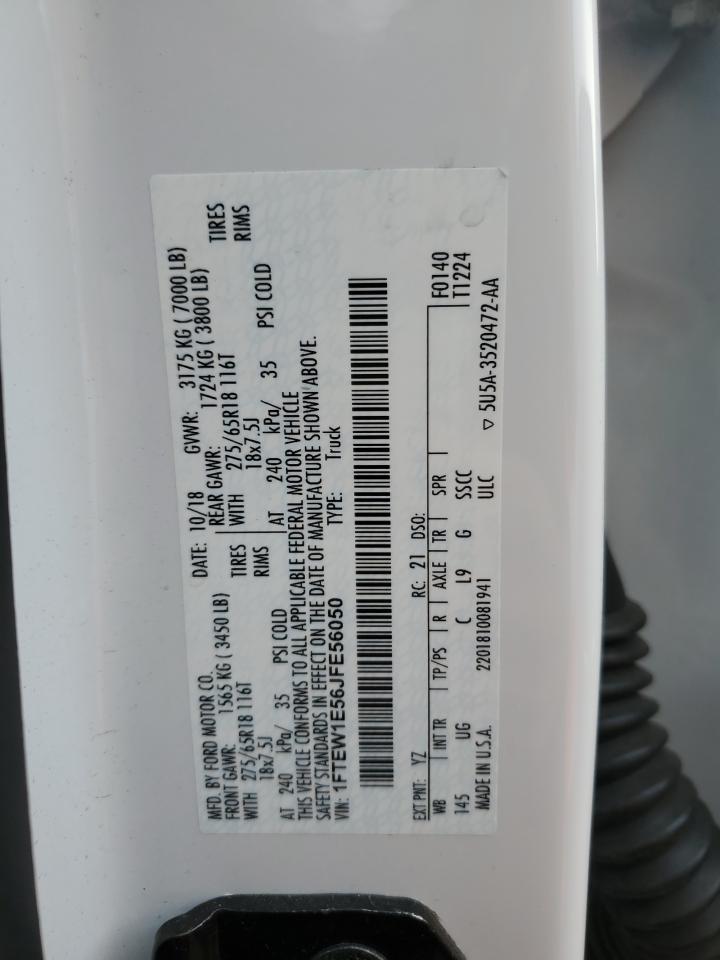 MFD. BY FORD MOTOR CO. DATE: 10/18 GVWR: 3175 KG ( 7000 LB)
FRONT GAWR: 1565 KG ( 3450 LB) REAR GAWR: 1724 KG ( 3800 LB)
WITH 275/65R18 116T TIRES WITH 275/65R18 116T TIRES
18x7.5J RIMS 18x7.5J RIMS
AT 240 kPa/ 35 PSI COLD AT 240 kPa/ 35 PSI COLD
THIS VEHICLE CONFORMS TO ALL APPLICABLE FEDERAL MOTOR VEHICLE
SAFETY STANDARDS IN EFFECT ON THE DATE OF MANUFACTURE SHOWN ABOVE.
VIN: 1FTEW1E56JFE56050 TYPE: Truck
EXT PNT: YZ RC: 21 DSO: F0140
WB INT TR TP/PS R AXLE TR SPR T1224
145 UG C L9 G SSCC
MADE IN U.S.A. 2201810081941 ULC ▽ 5U5A-3520472-AA